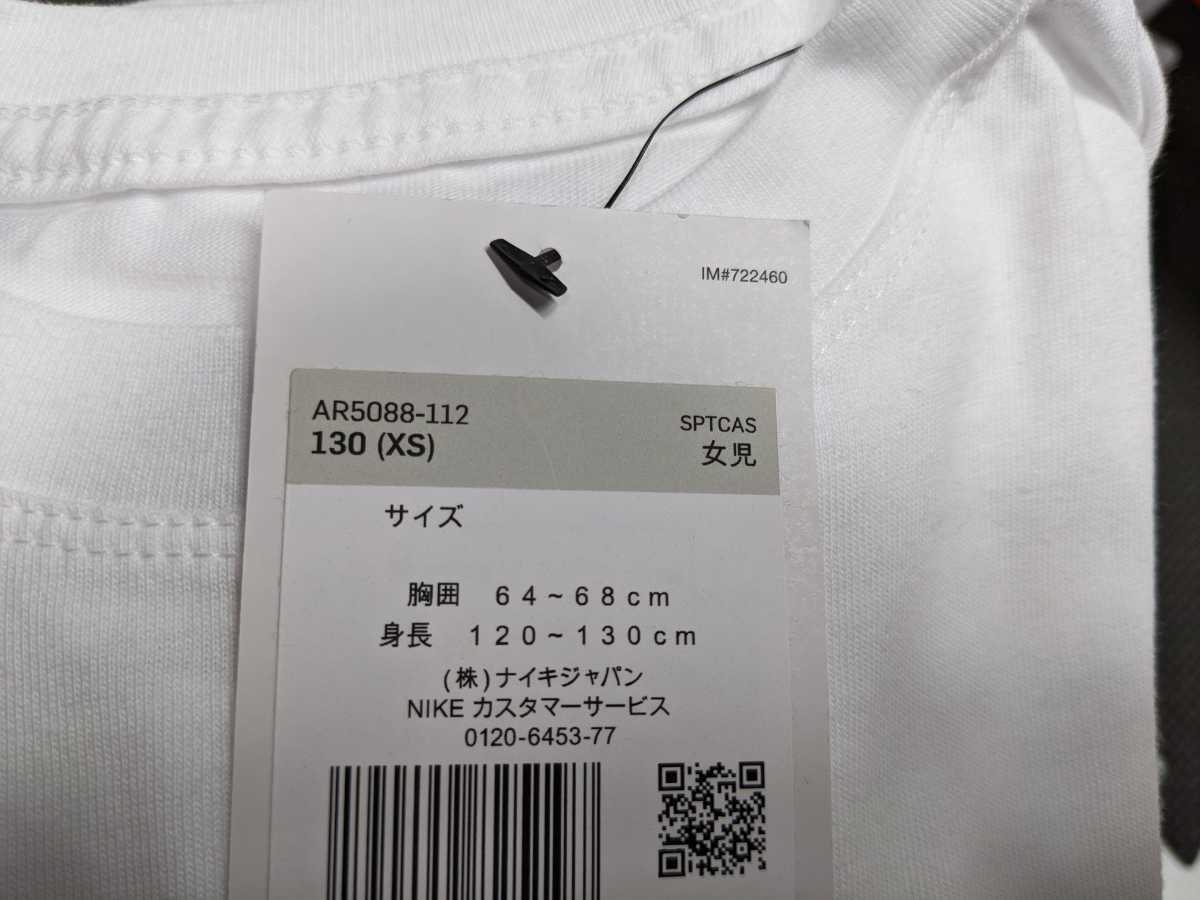 IM#722460
AR5088-112
130 (XS)
SPTCAS
女児
サイズ
胸囲 64~68cm
身長 120~130cm
(株)ナイキジャパン
NIKE カスタマーサービス
0120-6453-77